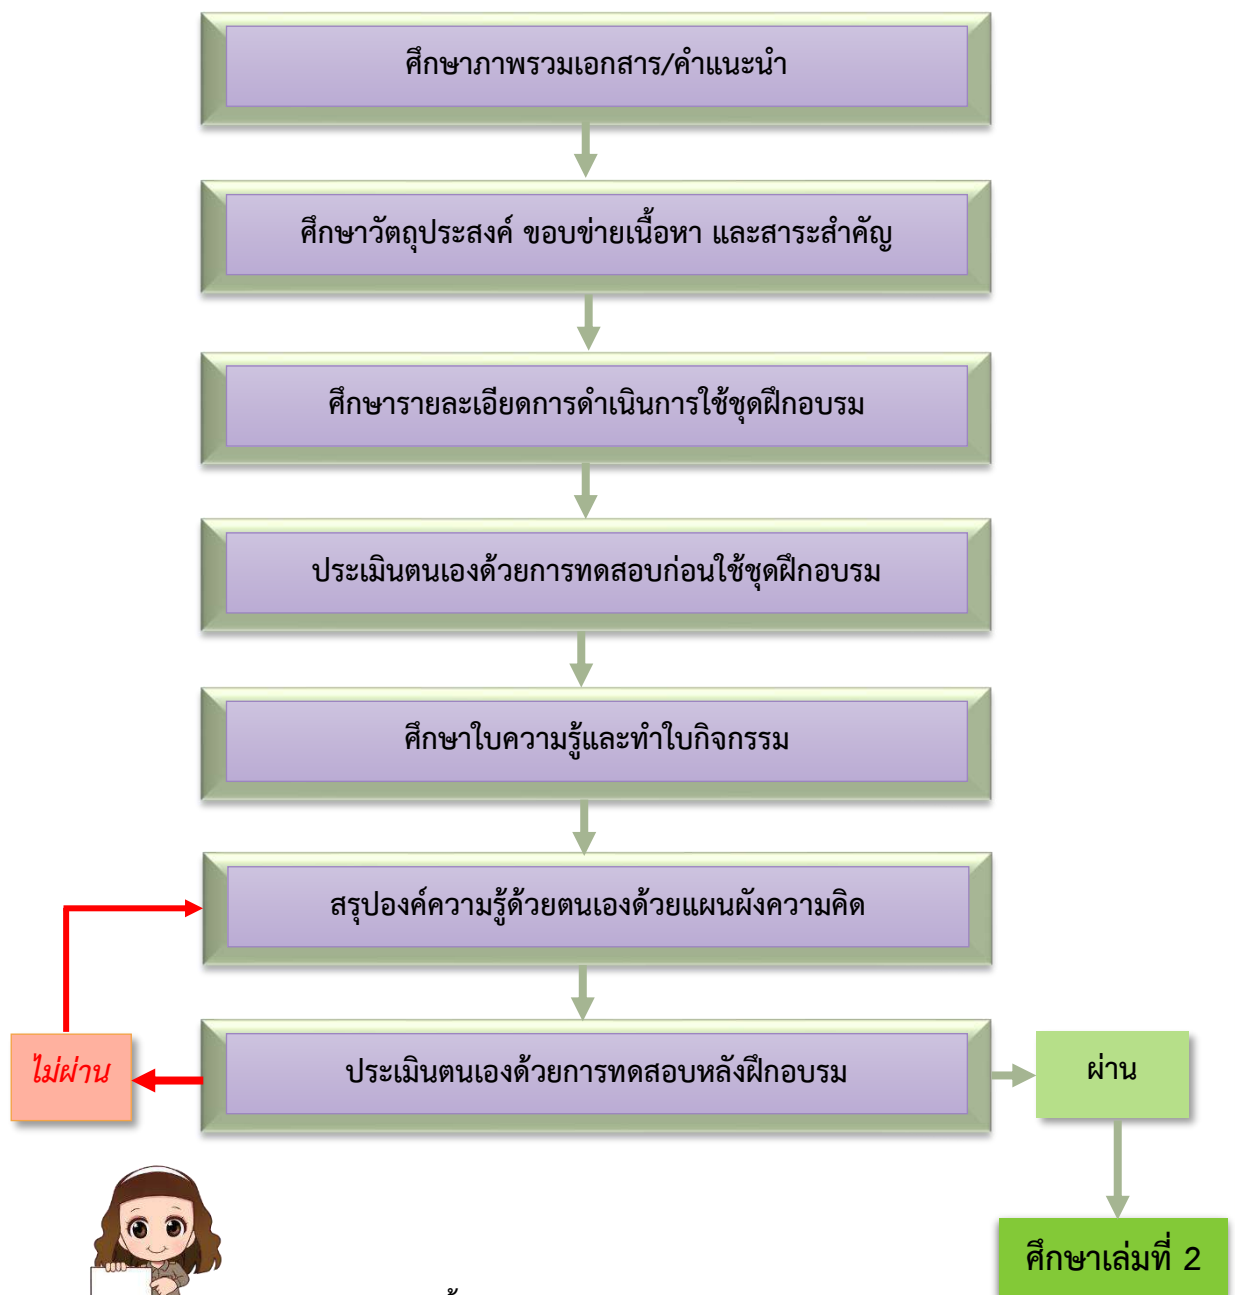 ศึกษาภาพรวมเอกสาร/คำแนะนำ
ศึกษาวัตถุประสงค์ ขอบข่ายเนื้อหา และสาระสำคัญ
ศึกษารายละเอียดการดำเนินการใช้ชุดฝึกอบรม
ประเมินตนเองด้วยการทดสอบก่อนใช้ชุดฝึกอบรม
ศึกษาใบความรู้และทำใบกิจกรรม
สรุปองค์ความรู้ด้วยตนเองด้วยแผนผังความคิด
ไม่ผ่าน
ประเมินตนเองด้วยการทดสอบหลังฝึกอบรม
ผ่าน
ศึกษาเล่มที่ 2